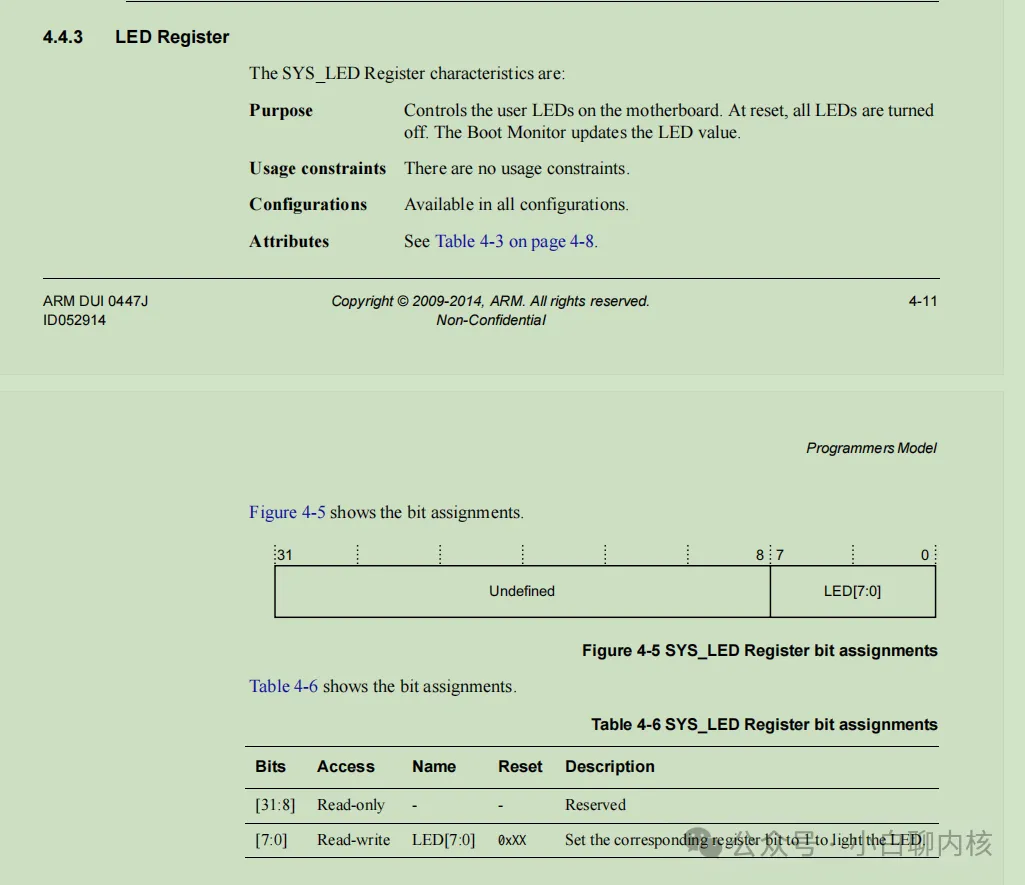 4.4.3 LED Register
The SYS_LED Register characteristics are:
Purpose Controls the user LEDs on the motherboard. At reset, all LEDs are turned
off. The Boot Monitor updates the LED value.
Usage constraints There are no usage constraints.
Configurations Available in all configurations.
Attributes See Table 4-3 on page 4-8.
ARM DUI 0447J Copyright © 2009-2014, ARM. All rights reserved. 4-11
ID052914 Non-Confidential
Programmers Model
Figure 4-5 shows the bit assignments.
31 8 7 0
Undefined LED[7:0]
Figure 4-5 SYS_LED Register bit assignments
Table 4-6 shows the bit assignments.
Table 4-6 SYS_LED Register bit assignments
Bits Access Name Reset Description
[31:8] Read-only - - Reserved
[7:0] Read-write LED[7:0] 0xXX Set the corresponding register bit to 1 to light the LED.
公众号 · 小白聊内核